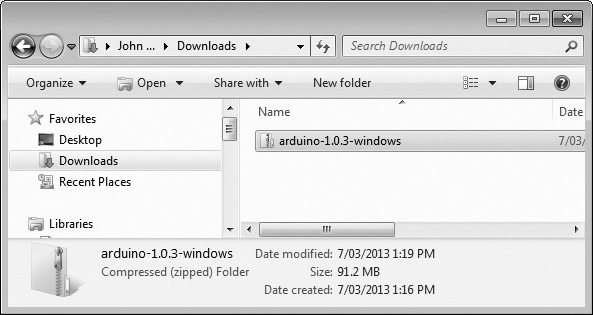 John ... Downloads Search Downloads
Organize Open Share with New folder
Favorites
Desktop
Downloads
Recent Places
Libraries
Name Date
arduino-1.0.3-windows 7/03
arduino-1.0.3-windows Date modified: 7/03/2013 1:19 PM
Compressed (zipped) Folder Size: 91.2 MB
Date created: 7/03/2013 1:16 PM